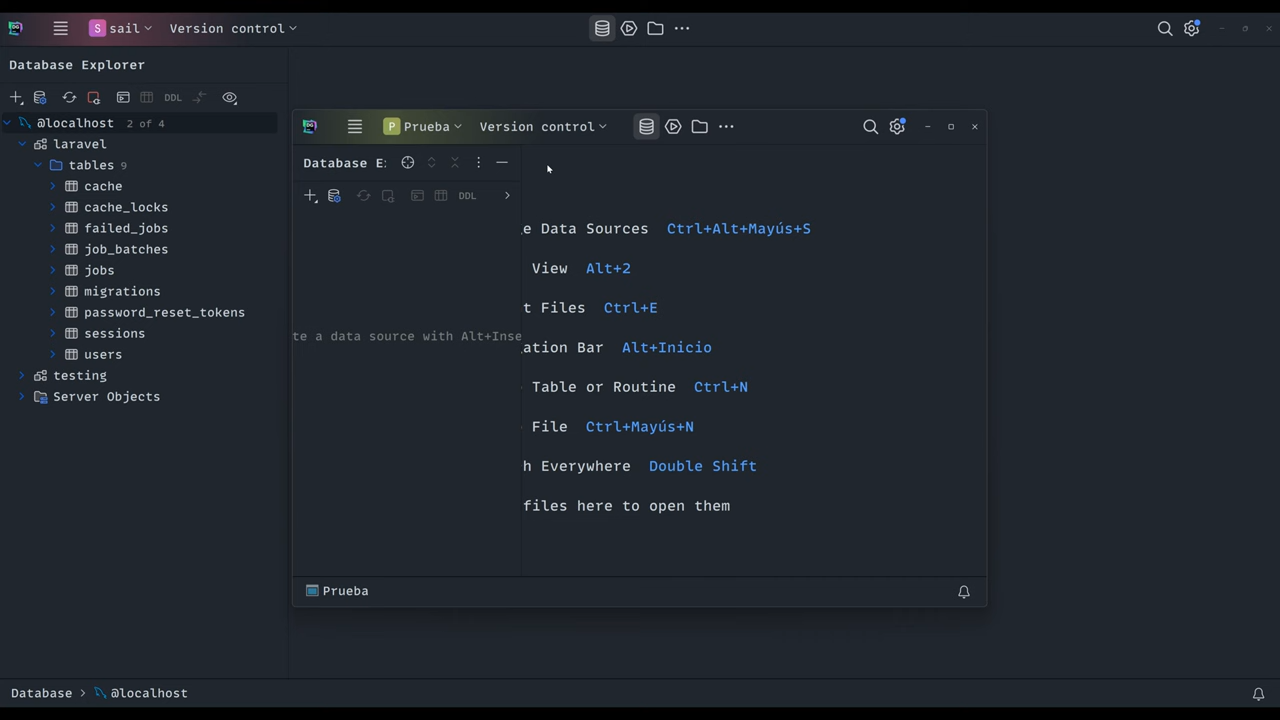 S sail Version control
Database Explorer
DDL
@localhost 2 of 4
laravel
tables 9
cache
cache_locks
failed_jobs
job_batches
jobs
migrations
password_reset_tokens
sessions
users
testing
Server Objects
P Prueba Version control
Database E:
DDL
te a data source with Alt+Inse
e Data Sources Ctrl+Alt+Mayús+S
View Alt+2
t Files Ctrl+E
ation Bar Alt+Inicio
Table or Routine Ctrl+N
File Ctrl+Mayús+N
h Everywhere Double Shift
files here to open them
Prueba
Database > @localhost